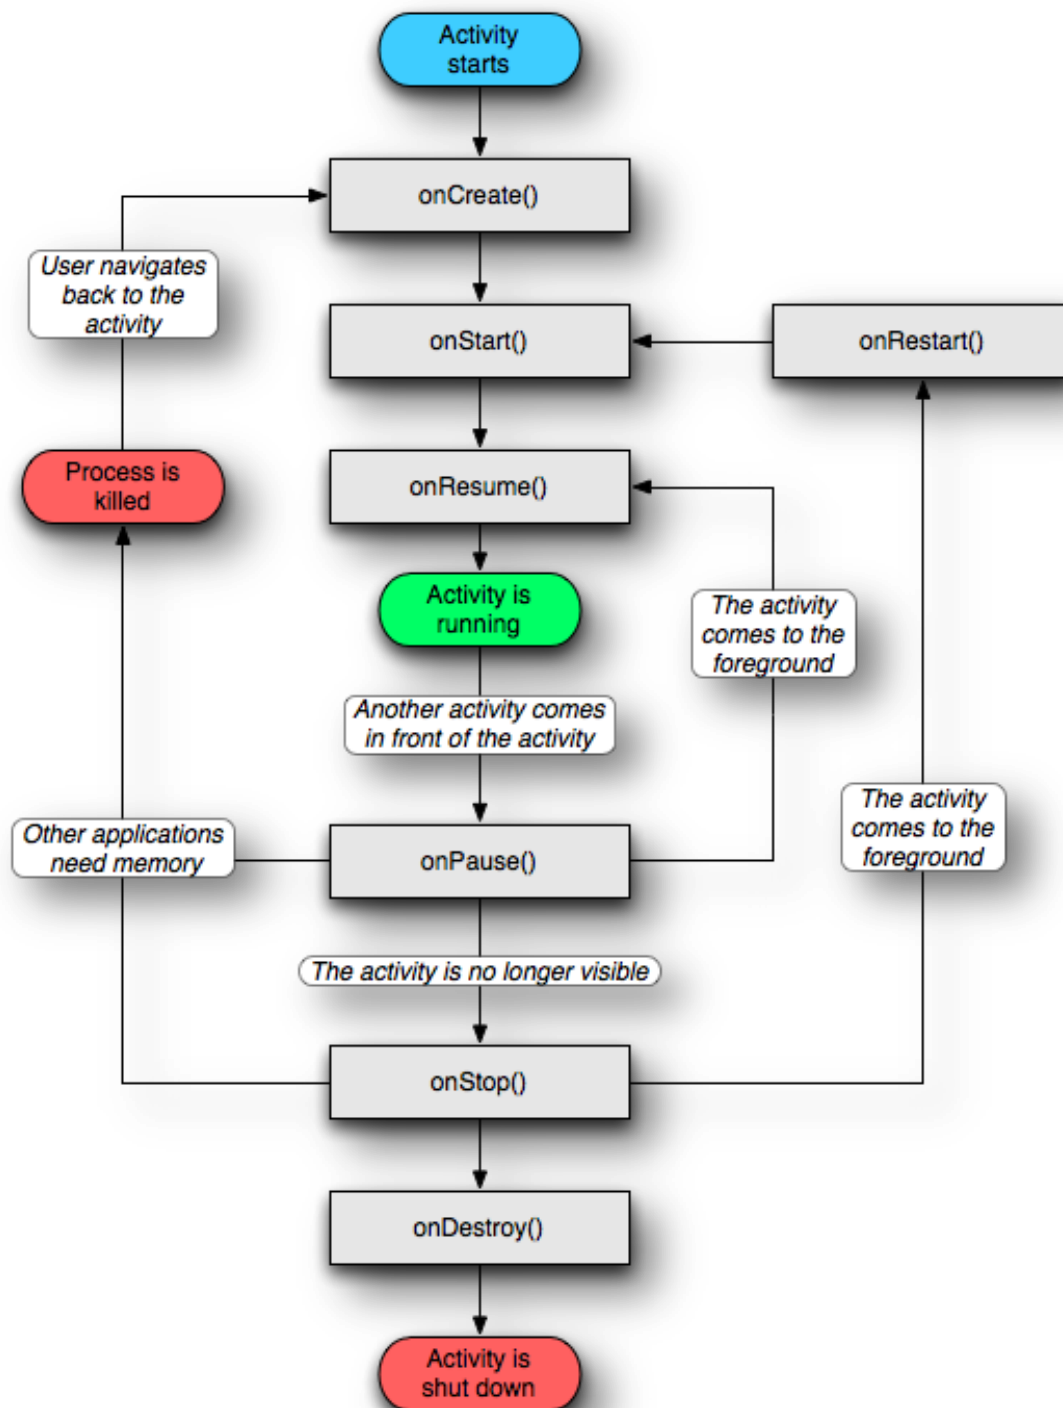 Activity
starts
onCreate()
User navigates
back to the
activity
onStart()
onRestart()
Process is
killed
onResume()
Activity is
running
The activity
comes to the
foreground
Another activity comes
in front of the activity
The activity
comes to the
foreground
Other applications
need memory
onPause()
The activity is no longer visible
onStop()
onDestroy()
Activity is
shut down